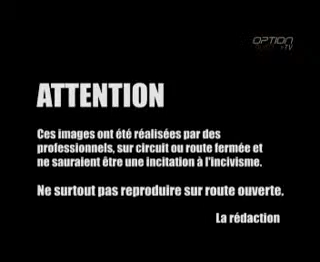 OPTION
TV
ATTENTION
Ces images ont été réalisées par des
professionnels, sur circuit ou route fermée et
ne sauraient être une incitation à l'incivisme.
Ne surtout pas reproduire sur route ouverte.
La rédaction